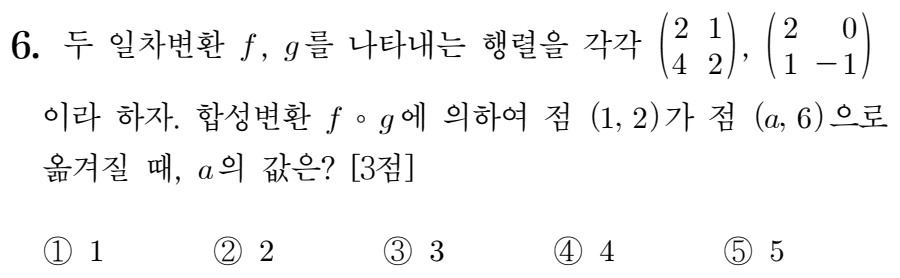 6. 두 일차변환 f, g를 나타내는 행렬을 각각 (2 1; 4 2), (2 0; 1 -1)
이라 하자. 합성변환 f ∘ g에 의하여 점 (1, 2)가 점 (a, 6)으로
옮겨질 때, a의 값은? [3점]
① 1 ② 2 ③ 3 ④ 4 ⑤ 5